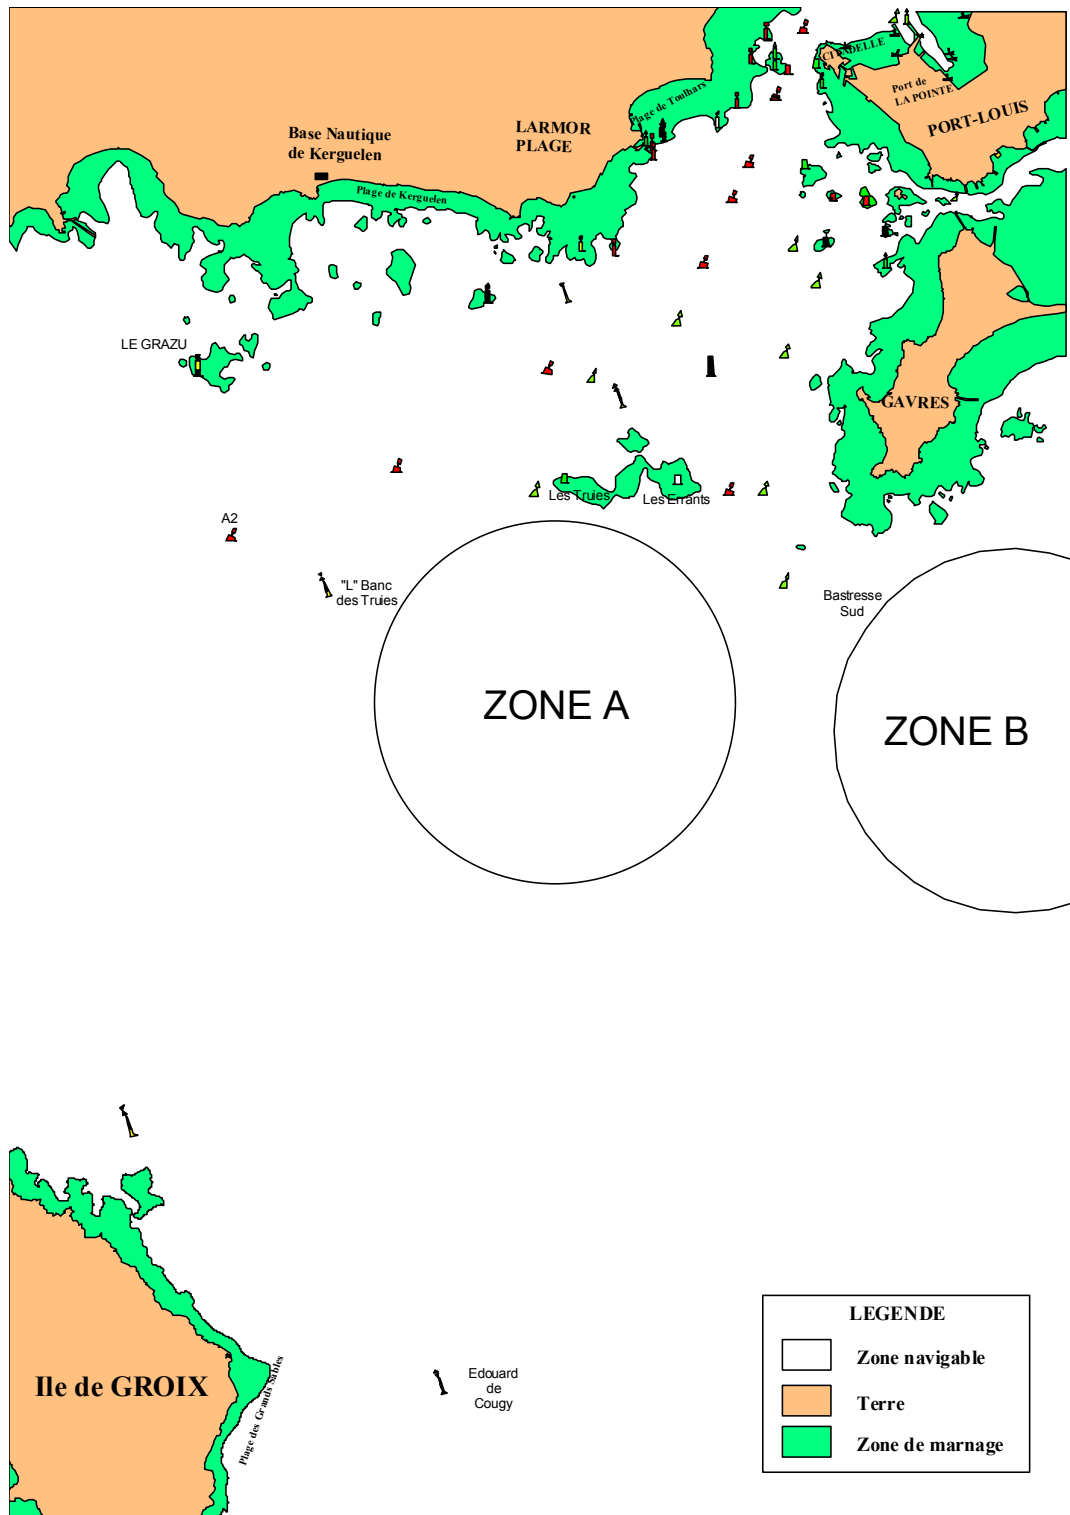 CITADELLE
Port de
LA POINTE
PORT-LOUIS
Plage de Toulhars
LARMOR
PLAGE
Base Nautique
de Kerguelen
Plage de Kerguelen
LE GRAZU
GAVRES
Les Truies
Les Errants
A2
"L" Banc
des Truies
Bastresse
Sud
ZONE A
ZONE B
Ile de GROIX
Plage des Grands Sables
Edouard
de
Cougy
LEGENDE
Zone navigable
Terre
Zone de marnage